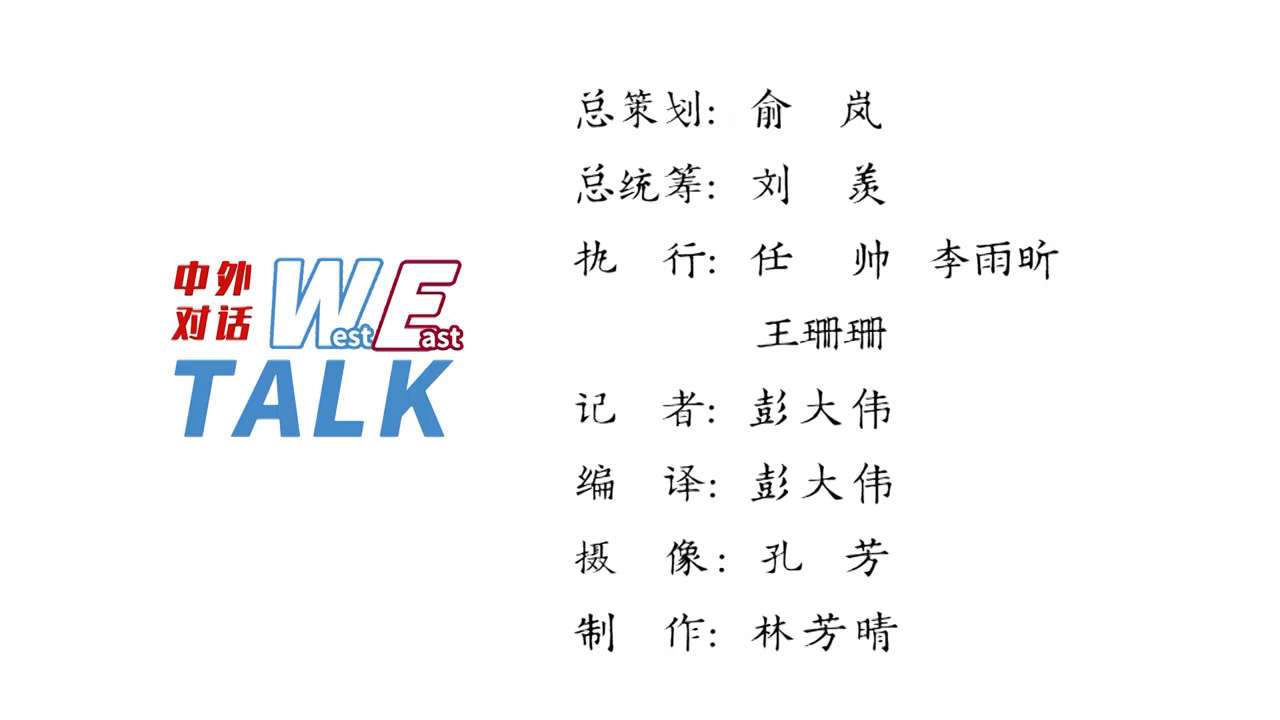 中外
对话
West East
TALK
总策划: 俞 岚
总统筹: 刘 羡
执 行: 任 帅 李雨昕
王珊珊
记 者: 彭大伟
编 译: 彭大伟
摄 像: 孔 芳
制 作: 林芳晴